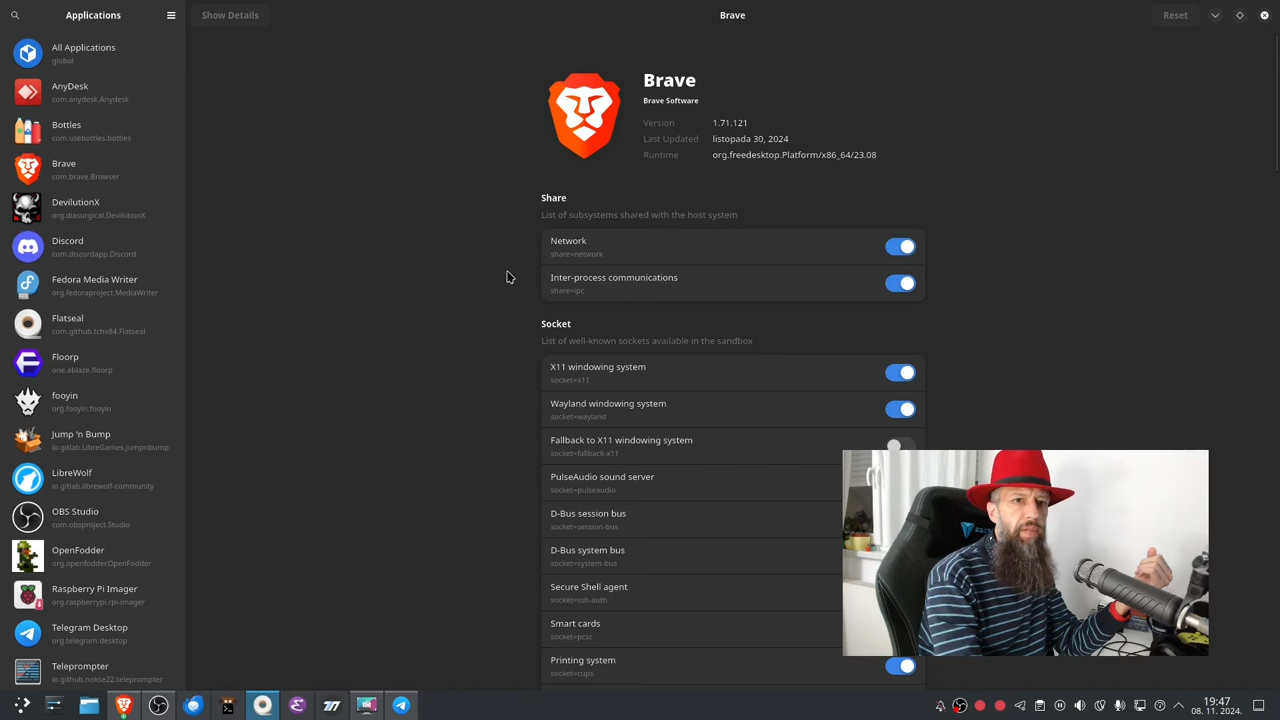 Applications
Show Details
Brave
Reset
All Applications
global
AnyDesk
com.anydesk.Anydesk
Bottles
com.usebottles.bottles
Brave
com.brave.Browser
DevilutionX
org.diasurgical.DevilutionX
Discord
com.discordapp.Discord
Fedora Media Writer
org.fedoraproject.MediaWriter
Flatseal
com.github.tchx84.Flatseal
Floorp
one.ablaze.floorp
fooyin
org.fooyin.fooyin
Jump 'n Bump
io.gitlab.LibreGames.jumpnbump
LibreWolf
io.gitlab.librewolf-community
OBS Studio
com.obsproject.Studio
OpenFodder
org.openfodder.OpenFodder
Raspberry Pi Imager
org.raspberrypi.rpi-imager
Telegram Desktop
org.telegram.desktop
Teleprompter
io.github.nokse22.teleprompter
Brave
Brave Software
Version 1.71.121
Last Updated listopada 30, 2024
Runtime org.freedesktop.Platform/x86_64/23.08
Share
List of subsystems shared with the host system
Network
share=network
Inter-process communications
share=ipc
Socket
List of well-known sockets available in the sandbox
X11 windowing system
socket=x11
Wayland windowing system
socket=wayland
Fallback to X11 windowing system
socket=fallback-x11
PulseAudio sound server
socket=pulseaudio
D-Bus session bus
socket=session-bus
D-Bus system bus
socket=system-bus
Secure Shell agent
socket=ssh-auth
Smart cards
socket=pcsc
Printing system
socket=cups
19:47
08. 11. 2024.